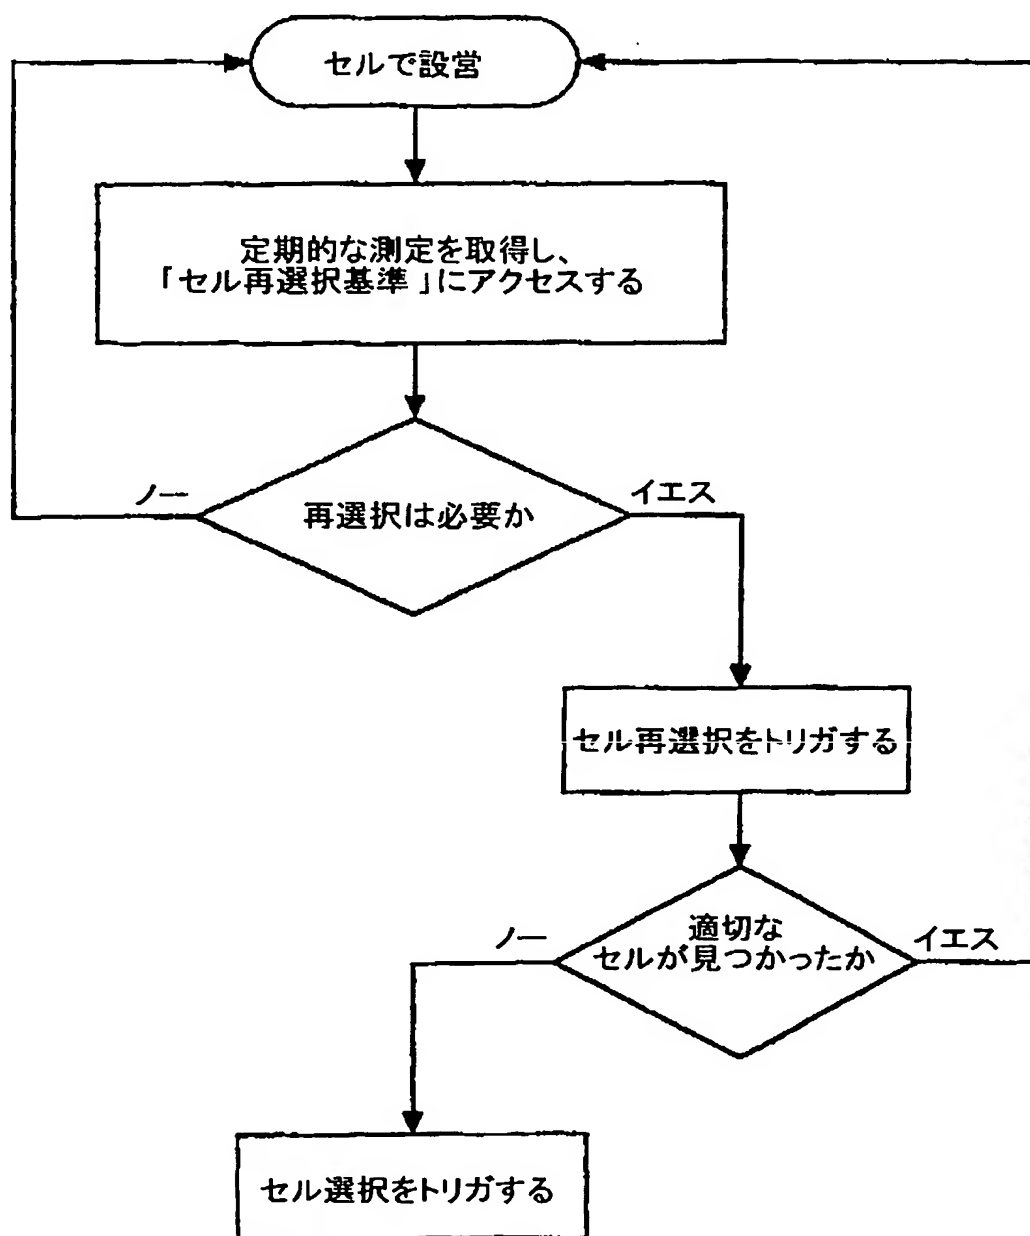 セルで設営
定期的な測定を取得し、
「セル再選択基準」にアクセスする
再選択は必要か
ノー
イエス
セル再選択をトリガする
適切な
セルが見つかったか
ノー
イエス
セル選択をトリガする